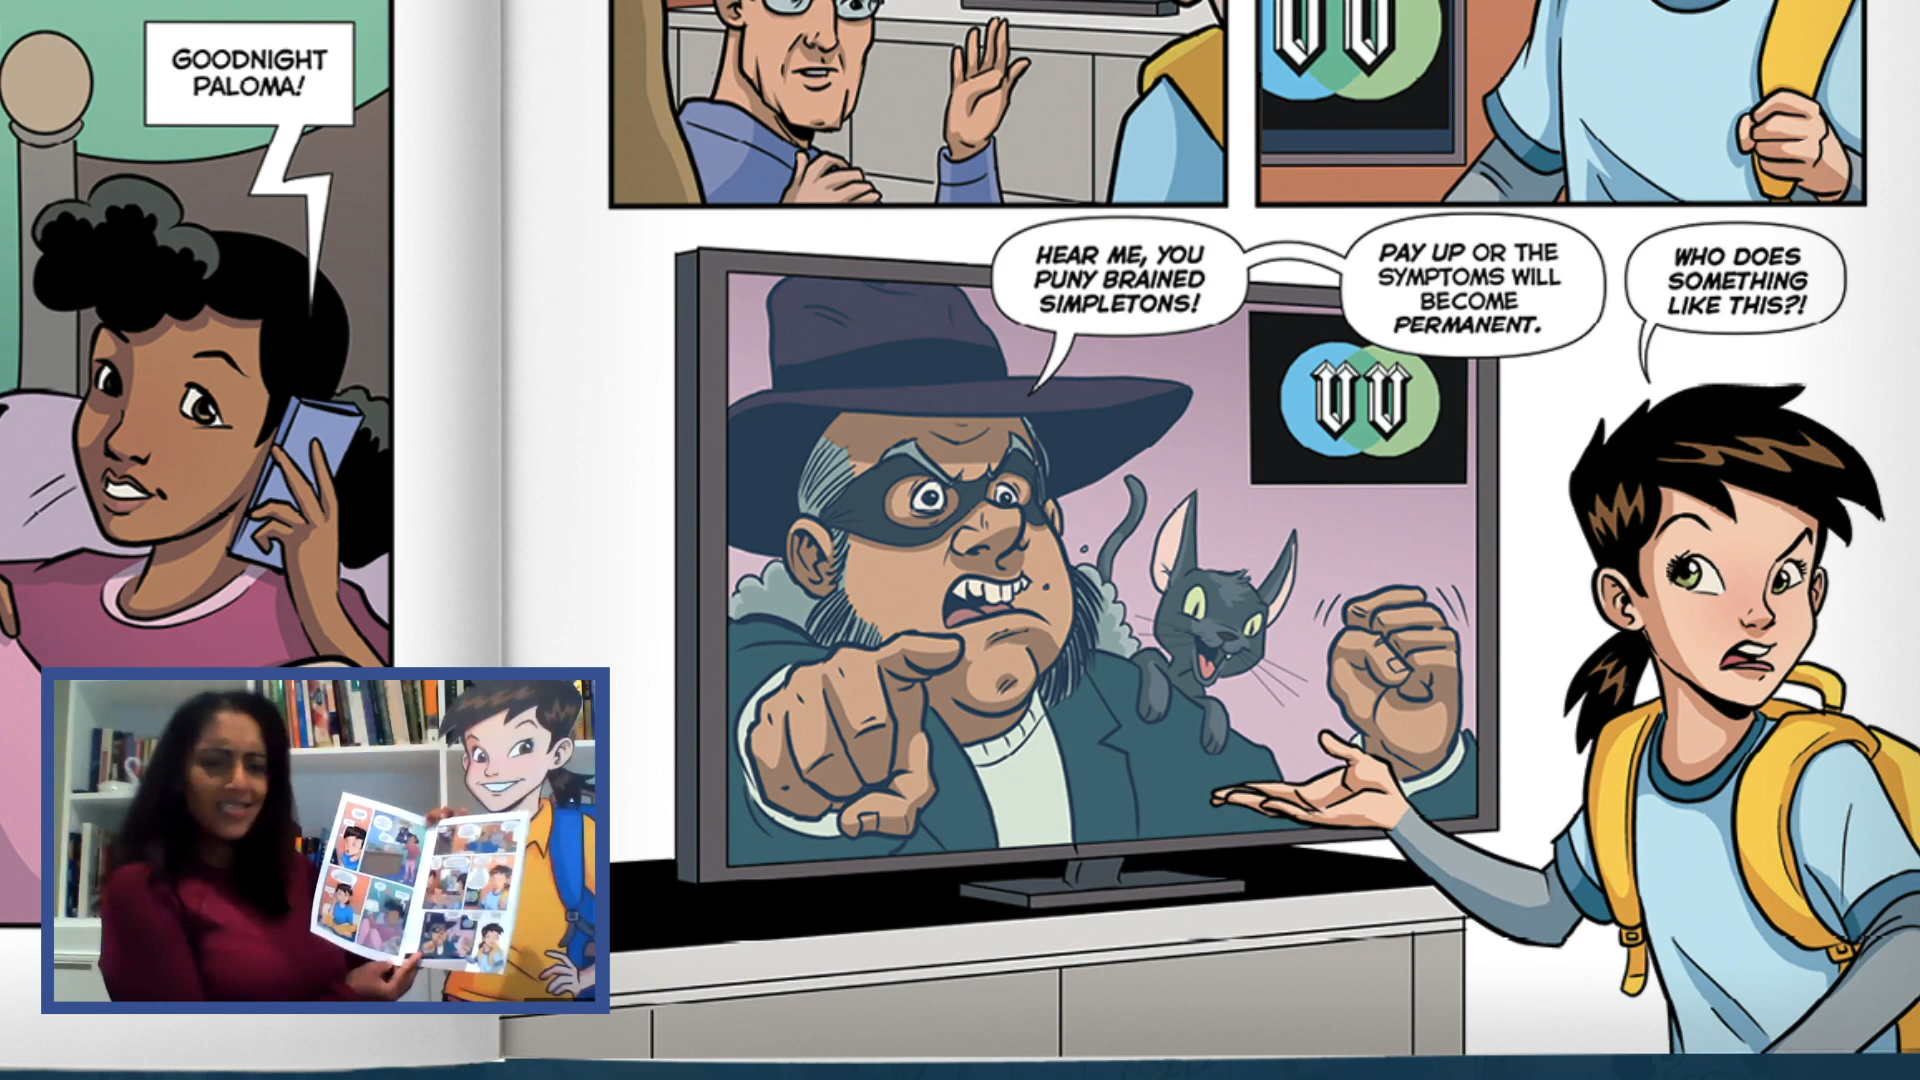 GOODNIGHT
PALOMA!
HEAR ME, YOU
PUNY BRAINED
SIMPLETONS!
PAY UP OR THE
SYMPTOMS WILL
BECOME
PERMANENT.
WHO DOES
SOMETHING
LIKE THIS?!
VV
VV